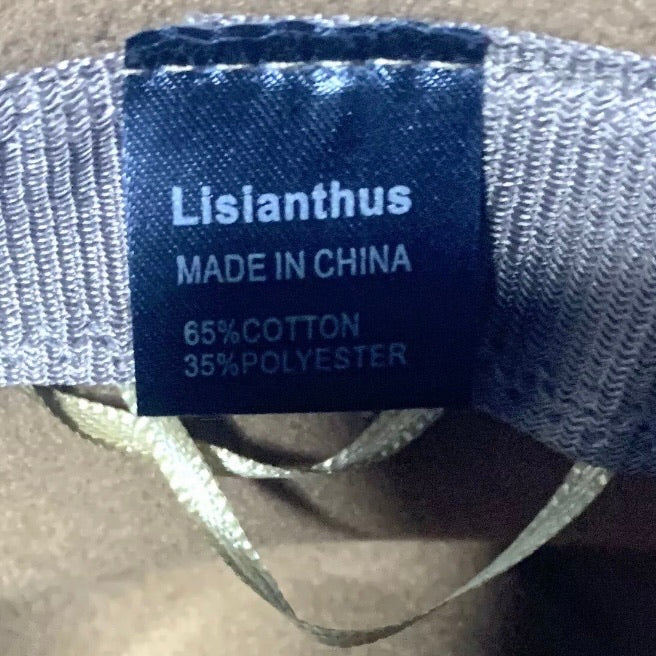 Lisianthus
MADE IN CHINA
65%COTTON
35%POLYESTER